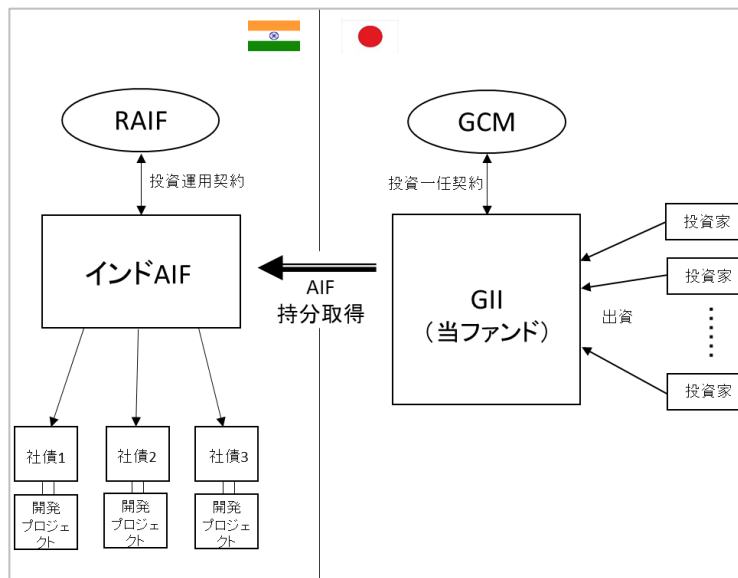 RAIF
投資運用契約
インドAIF
社債1
社債2
社債3
開発
プロジェ
クト
開発
プロジェ
クト
開発
プロジェ
クト
AIF
持分取得
GCM
投資一任契約
GII
（当ファンド）
出資
投資家
投資家
投資家